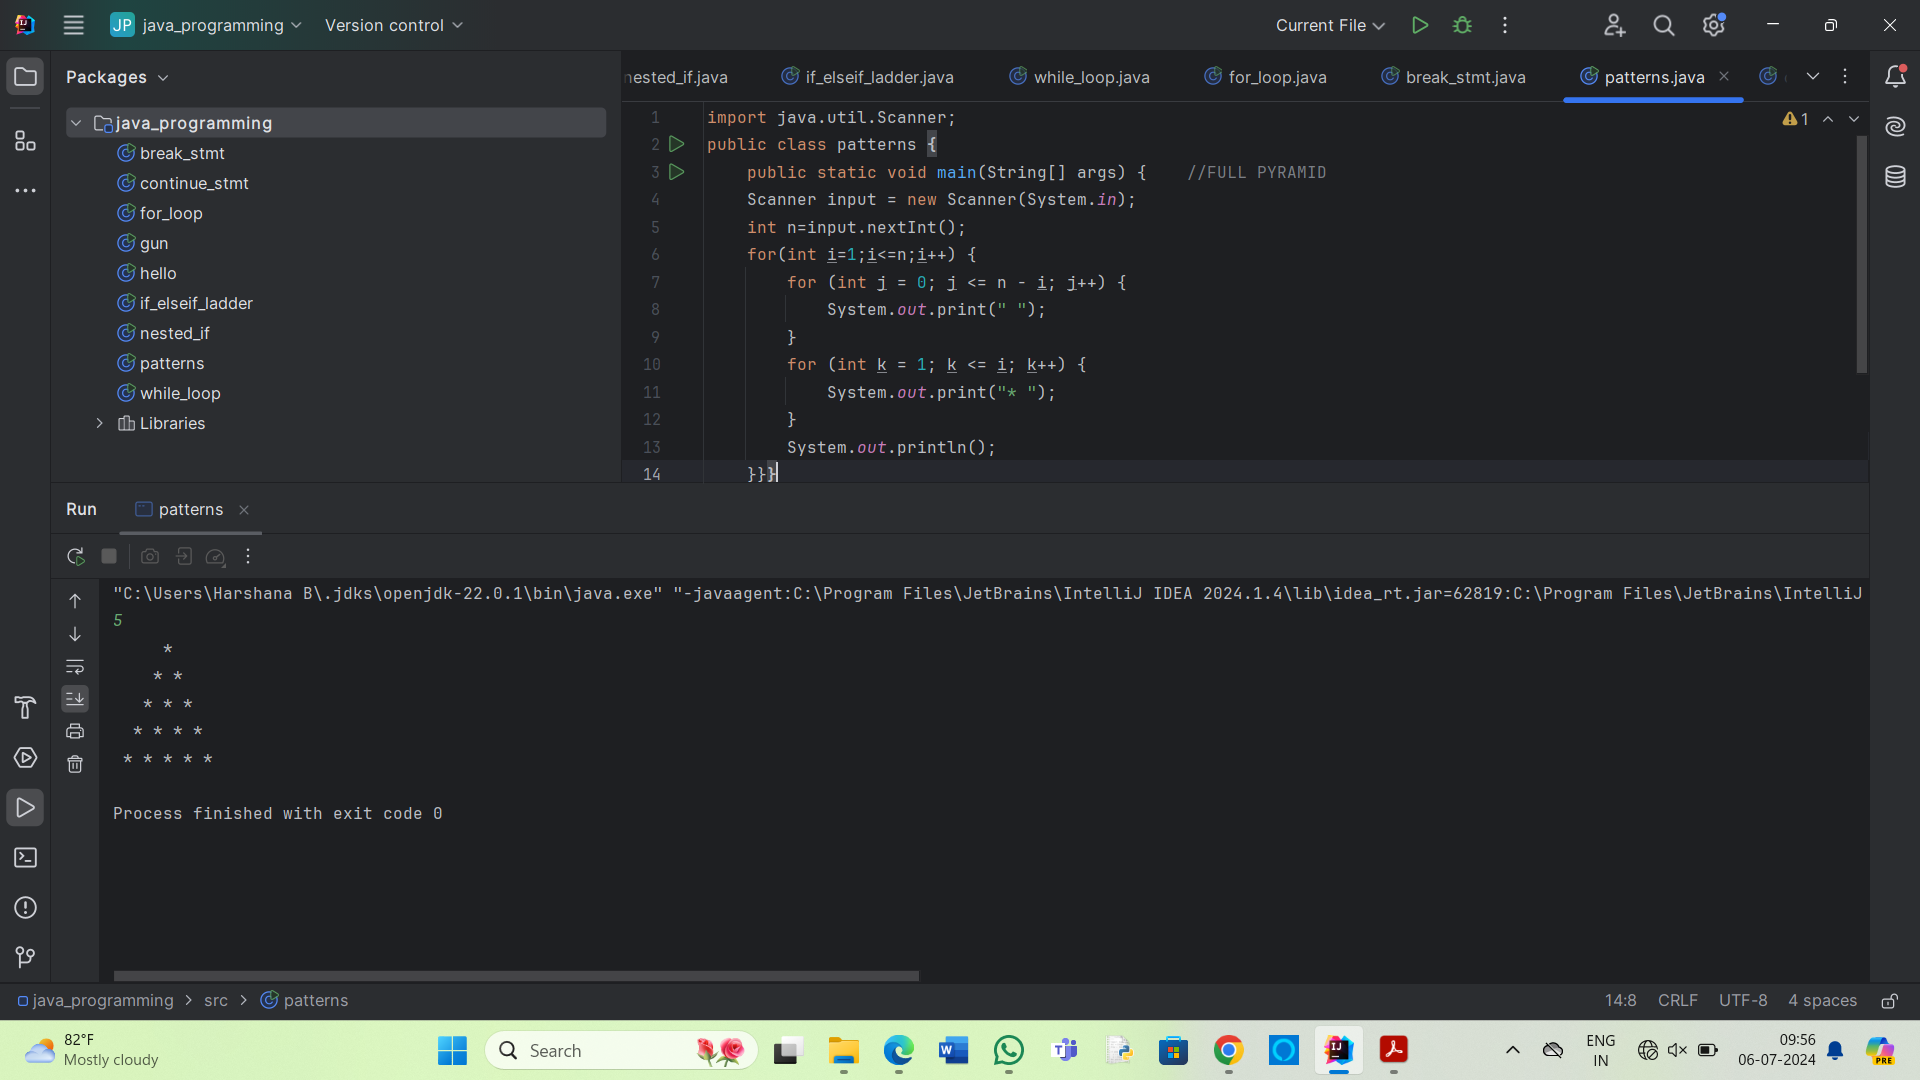 JP java_programming Version control Current File
Packages
nested_if.java if_elseif_ladder.java while_loop.java for_loop.java break_stmt.java patterns.java
java_programming
break_stmt
continue_stmt
for_loop
gun
hello
if_elseif_ladder
nested_if
patterns
while_loop
Libraries
1 import java.util.Scanner;
2 public class patterns {
3     public static void main(String[] args) {    //FULL PYRAMID
4     Scanner input = new Scanner(System.in);
5     int n=input.nextInt();
6     for(int i=1;i<=n;i++) {
7         for (int j = 0; j <= n - i; j++) {
8             System.out.print(" ");
9         }
10         for (int k = 1; k <= i; k++) {
11             System.out.print("* ");
12         }
13         System.out.println();
14     }}}
1
Run patterns
"C:\Users\Harshana B\.jdks\openjdk-22.0.1\bin\java.exe" "-javaagent:C:\Program Files\JetBrains\IntelliJ IDEA 2024.1.4\lib\idea_rt.jar=62819:C:\Program Files\JetBrains\IntelliJ
5
     *
    * *
   * * *
  * * * *
 * * * * *
Process finished with exit code 0
java_programming > src > patterns 14:8 CRLF UTF-8 4 spaces
82°F
Mostly cloudy
Search
ENG
IN
09:56
06-07-2024
PRE